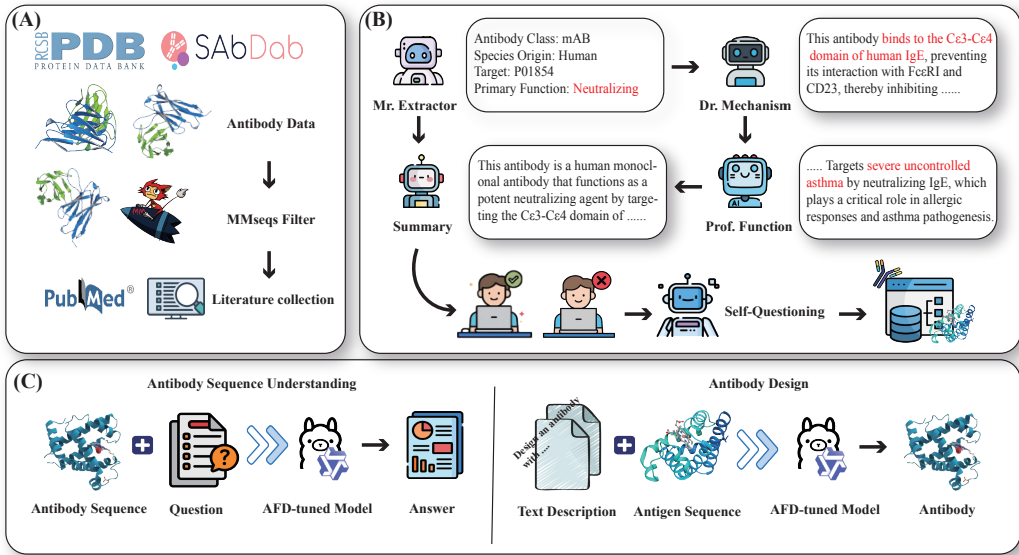 (A)
RCSB PDB
PROTEIN DATA BANK
SAbDab
Antibody Data
MMseqs Filter
PubMed®
Literature collection
(B)
Mr. Extractor
Antibody Class: mAB
Species Origin: Human
Target: P01854
Primary Function: Neutralizing
Dr. Mechanism
This antibody binds to the Cε3-Cε4
domain of human IgE, preventing
its interaction with FcεRI and
CD23, thereby inhibiting ......
Summary
This antibody is a human monocl-
onal antibody that functions as a
potent neutralizing agent by targe-
ting the Cε3-Cε4 domain of ......
AI
Prof. Function
..... Targets severe uncontrolled
asthma by neutralizing IgE, which
plays a critical role in allergic
responses and asthma pathogenesis.
Self-Questioning
(C)
Antibody Sequence Understanding
?
Antibody Sequence
Question
AFD-tuned Model
Answer
Antibody Design
Design an antibody
with ....
Text Description
Antigen Sequence
AFD-tuned Model
Antibody